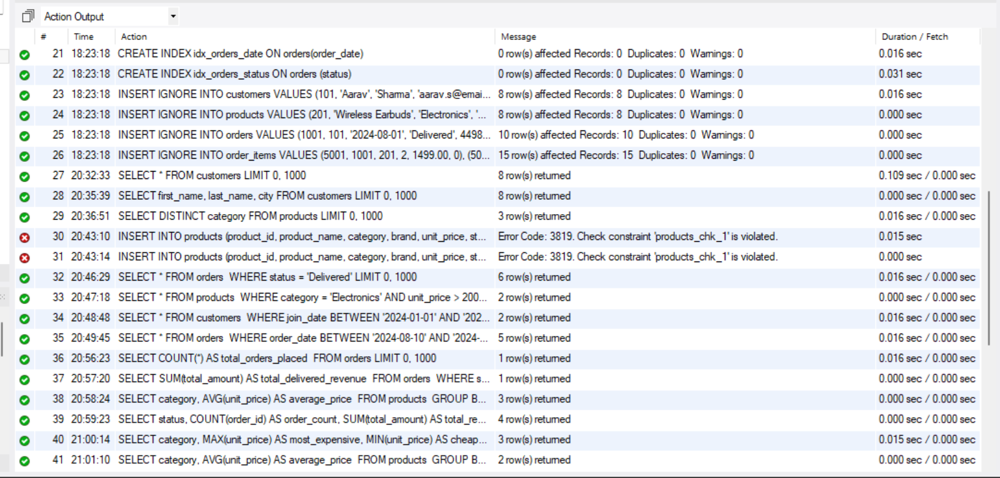 Action Output
# Time Action Message Duration / Fetch
21 18:23:18 CREATE INDEX idx_orders_date ON orders(order_date) 0 row(s) affected Records: 0 Duplicates: 0 Warnings: 0 0.016 sec
22 18:23:18 CREATE INDEX idx_orders_status ON orders (status) 0 row(s) affected Records: 0 Duplicates: 0 Warnings: 0 0.031 sec
23 18:23:18 INSERT IGNORE INTO customers VALUES (101, 'Aarav', 'Sharma', 'aarav.s@emai... 8 row(s) affected Records: 8 Duplicates: 0 Warnings: 0 0.016 sec
24 18:23:18 INSERT IGNORE INTO products VALUES (201, 'Wireless Earbuds', 'Electronics', '... 8 row(s) affected Records: 8 Duplicates: 0 Warnings: 0 0.000 sec
25 18:23:18 INSERT IGNORE INTO orders VALUES (1001, 101, '2024-08-01', 'Delivered', 4498... 10 row(s) affected Records: 10 Duplicates: 0 Warnings: 0 0.000 sec
26 18:23:18 INSERT IGNORE INTO order_items VALUES (5001, 1001, 201, 2, 1499.00, 0), (50... 15 row(s) affected Records: 15 Duplicates: 0 Warnings: 0 0.000 sec
27 20:32:33 SELECT * FROM customers LIMIT 0, 1000 8 row(s) returned 0.109 sec / 0.000 sec
28 20:35:39 SELECT first_name, last_name, city FROM customers LIMIT 0, 1000 8 row(s) returned 0.000 sec / 0.000 sec
29 20:36:51 SELECT DISTINCT category FROM products LIMIT 0, 1000 3 row(s) returned 0.016 sec / 0.000 sec
30 20:43:10 INSERT INTO products (product_id, product_name, category, brand, unit_price, st... Error Code: 3819. Check constraint 'products_chk_1' is violated. 0.015 sec
31 20:43:14 INSERT INTO products (product_id, product_name, category, brand, unit_price, st... Error Code: 3819. Check constraint 'products_chk_1' is violated. 0.000 sec
32 20:46:29 SELECT * FROM orders WHERE status = 'Delivered' LIMIT 0, 1000 6 row(s) returned 0.016 sec / 0.000 sec
33 20:47:18 SELECT * FROM products WHERE category = 'Electronics' AND unit_price > 200... 2 row(s) returned 0.000 sec / 0.000 sec
34 20:48:48 SELECT * FROM customers WHERE join_date BETWEEN '2024-01-01' AND '202... 2 row(s) returned 0.016 sec / 0.000 sec
35 20:49:45 SELECT * FROM orders WHERE order_date BETWEEN '2024-08-10' AND '2024-... 5 row(s) returned 0.016 sec / 0.000 sec
36 20:56:23 SELECT COUNT(*) AS total_orders_placed FROM orders LIMIT 0, 1000 1 row(s) returned 0.016 sec / 0.000 sec
37 20:57:20 SELECT SUM(total_amount) AS total_delivered_revenue FROM orders WHERE s... 1 row(s) returned 0.000 sec / 0.000 sec
38 20:58:24 SELECT category, AVG(unit_price) AS average_price FROM products GROUP B... 3 row(s) returned 0.000 sec / 0.000 sec
39 20:59:23 SELECT status, COUNT(order_id) AS order_count, SUM(total_amount) AS total_re... 4 row(s) returned 0.000 sec / 0.000 sec
40 21:00:14 SELECT category, MAX(unit_price) AS most_expensive, MIN(unit_price) AS cheap... 3 row(s) returned 0.015 sec / 0.000 sec
41 21:01:10 SELECT category, AVG(unit_price) AS average_price FROM products GROUP B... 2 row(s) returned 0.000 sec / 0.000 sec